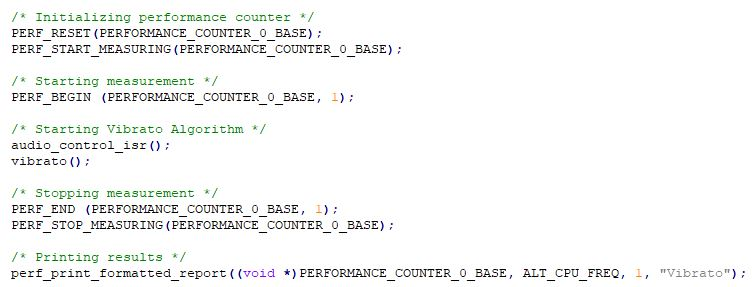 /* Initializing performance counter */
PERF_RESET(PERFORMANCE_COUNTER_0_BASE);
PERF_START_MEASURING(PERFORMANCE_COUNTER_0_BASE);
/* Starting measurement */
PERF_BEGIN (PERFORMANCE_COUNTER_0_BASE, 1);
/* Starting Vibrato Algorithm */
audio_control_isr();
vibrato();
/* Stopping measurement */
PERF_END (PERFORMANCE_COUNTER_0_BASE, 1);
PERF_STOP_MEASURING(PERFORMANCE_COUNTER_0_BASE);
/* Printing results */
perf_print_formatted_report((void *)PERFORMANCE_COUNTER_0_BASE, ALT_CPU_FREQ, 1, "Vibrato");